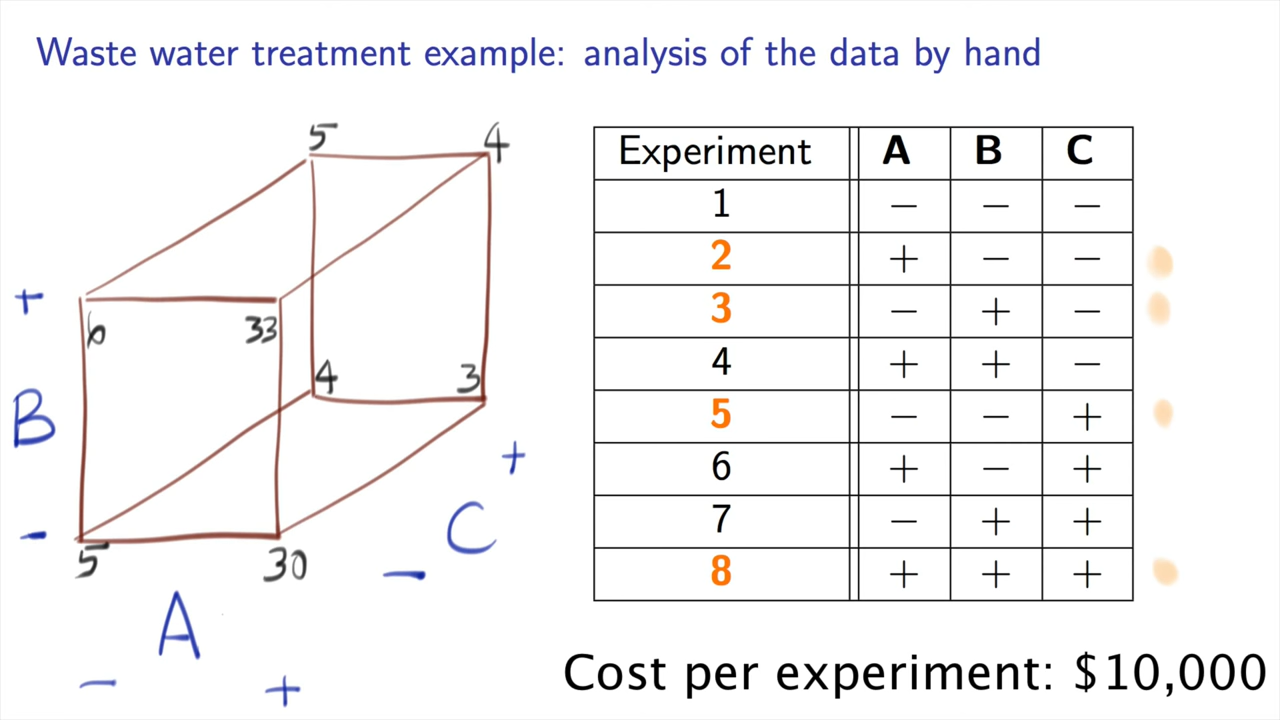 Waste water treatment example: analysis of the data by hand
5 4
+
6 33
B
4 3
+
-
5 30
C
-
A
- +
Experiment A B C
1 − − −
2 + − −
3 − + −
4 + + −
5 − − +
6 + − +
7 − + +
8 + + +
Cost per experiment: $10,000